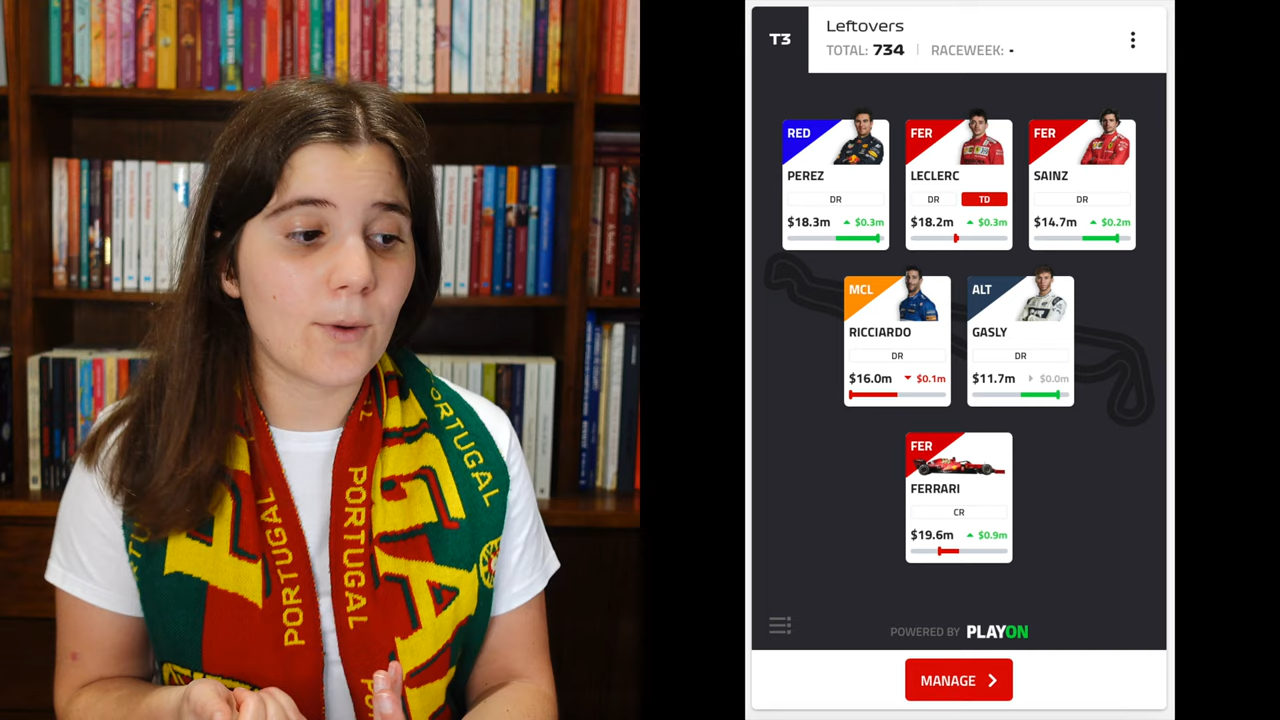 PORTUGAL
PORTUGAL
PORTUGAL
T3
Leftovers
TOTAL: 734 | RACEWEEK: -
RED
PEREZ
DR
$18.3m $0.3m
FER
LECLERC
DR TD
$18.2m $0.3m
FER
SAINZ
DR
$14.7m $0.2m
MCL
RICCIARDO
DR
$16.0m $0.1m
ALT
GASLY
DR
$11.7m $0.0m
FER
FERRARI
CR
$19.6m $0.9m
POWERED BY PLAYON
MANAGE